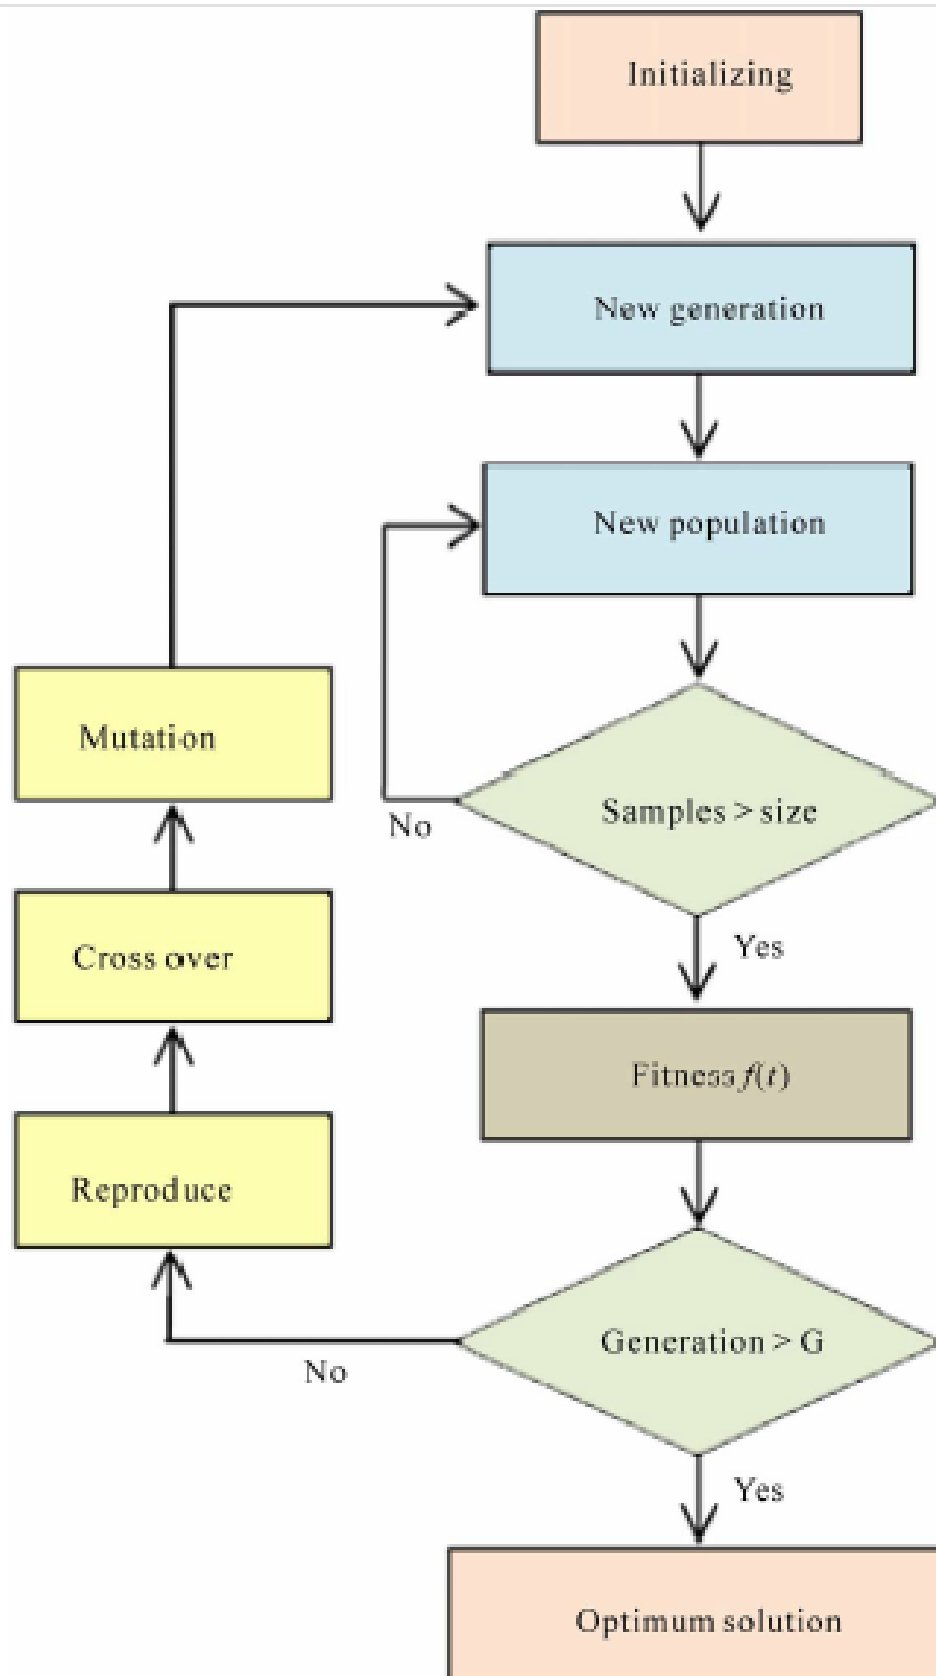 Initializing
New generation
New population
Mutation
Samples > size
No
Yes
Cross over
Fitness f(t)
Reproduce
Generation > G
No
Yes
Optimum solution